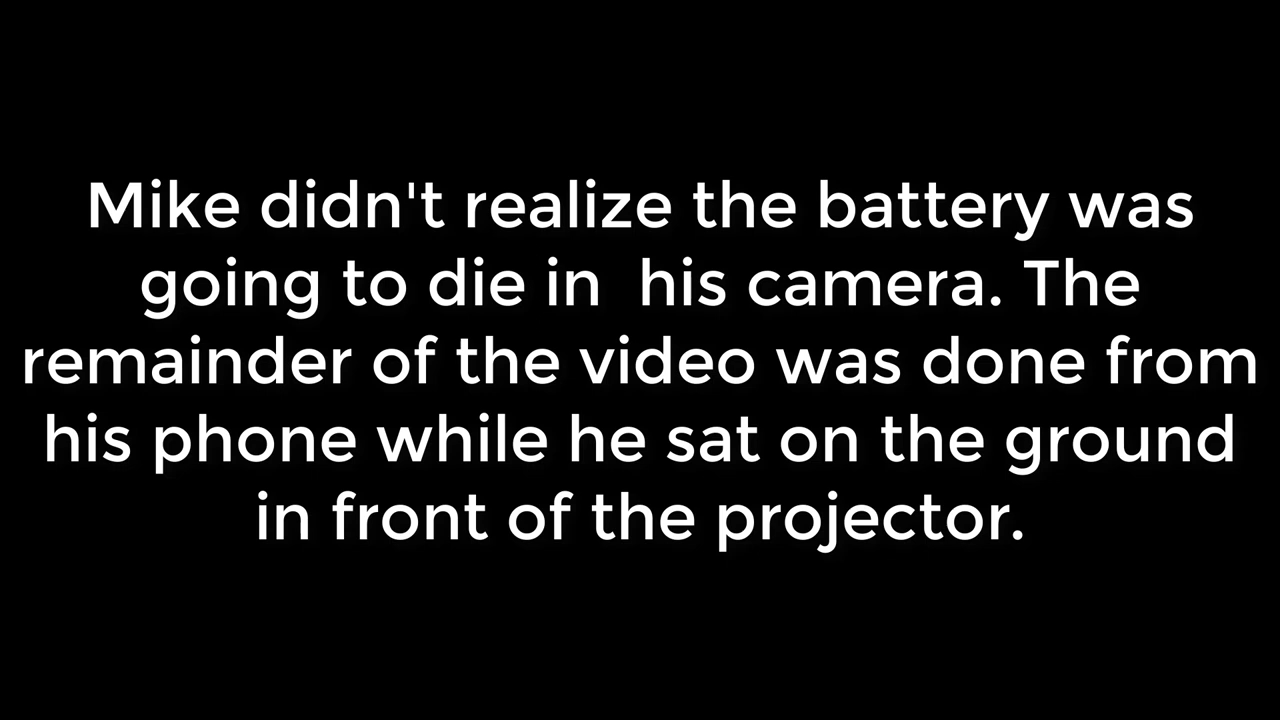 Mike didn't realize the battery was
going to die in  his camera. The
remainder of the video was done from
his phone while he sat on the ground
in front of the projector.